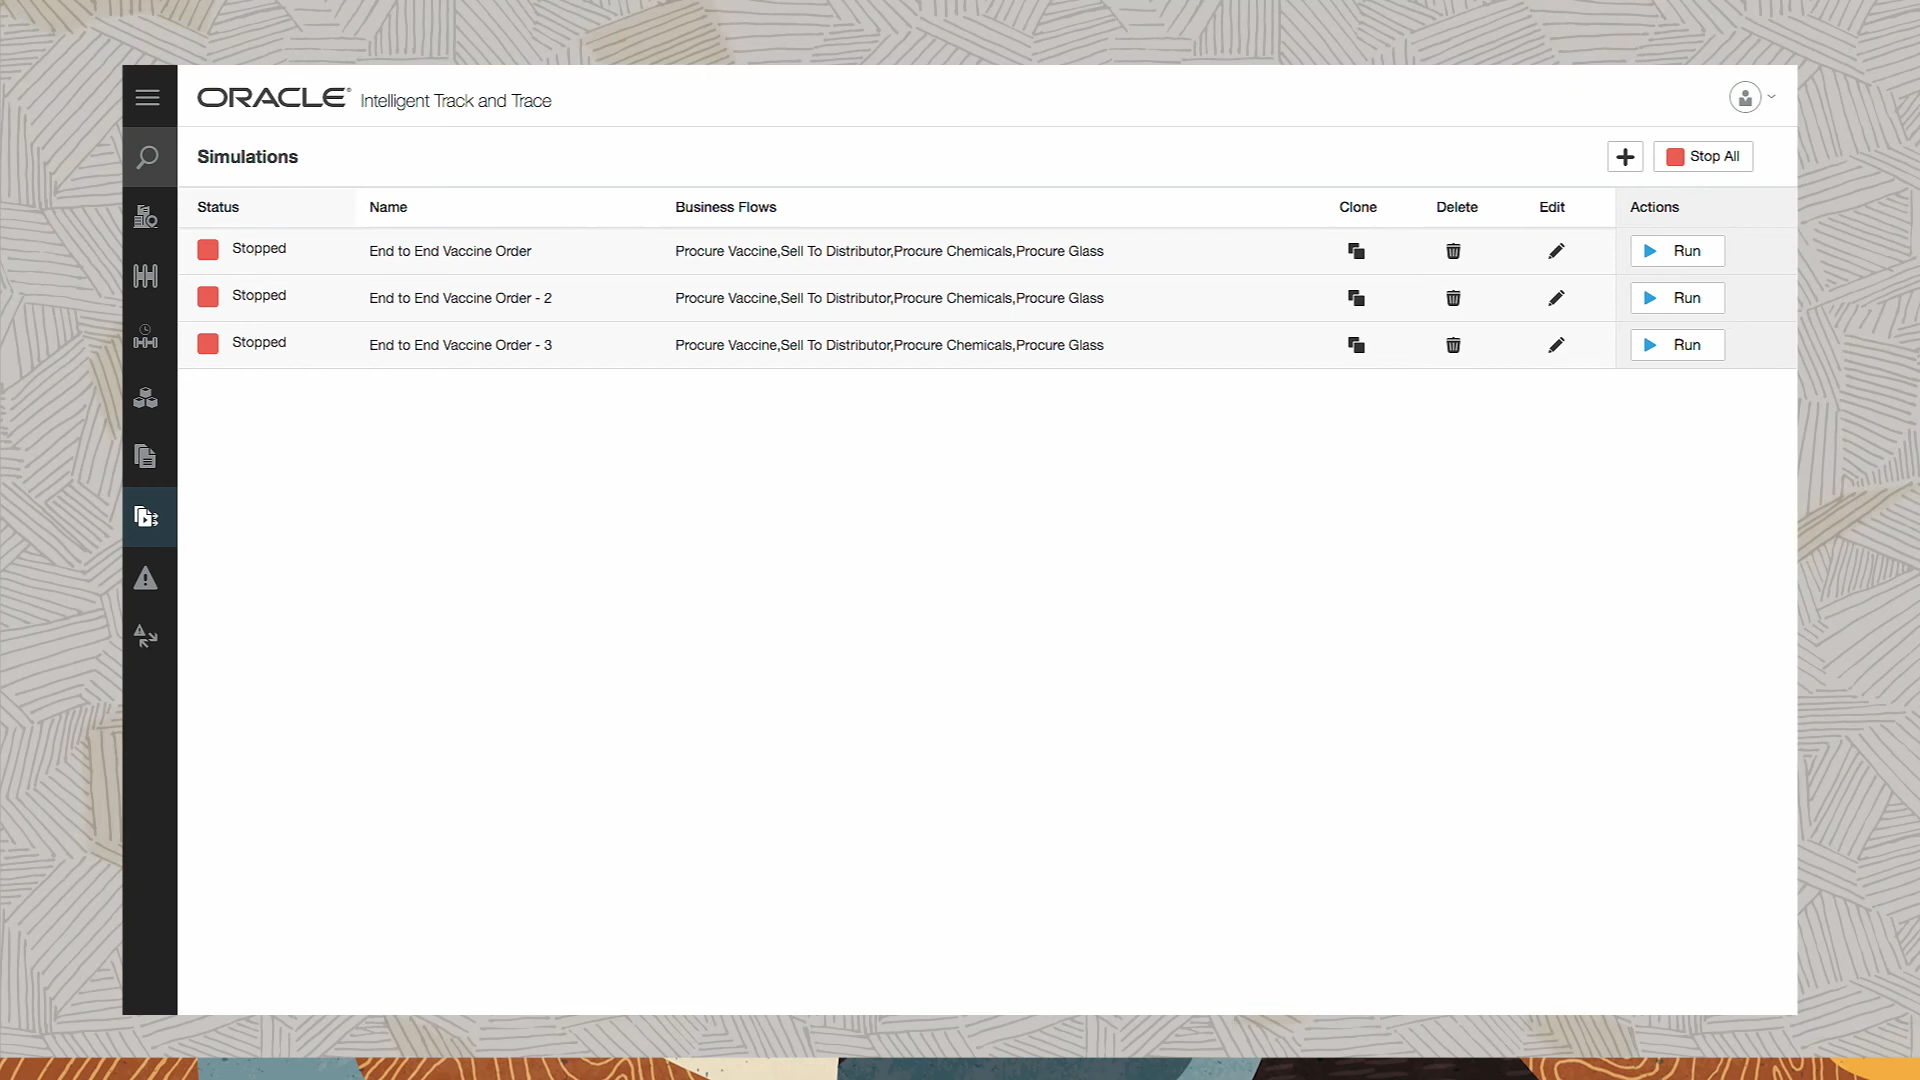 ORACLE® Intelligent Track and Trace
Simulations
Stop All
Status Name Business Flows Clone Delete Edit Actions
Stopped End to End Vaccine Order Procure Vaccine,Sell To Distributor,Procure Chemicals,Procure Glass Run
Stopped End to End Vaccine Order - 2 Procure Vaccine,Sell To Distributor,Procure Chemicals,Procure Glass Run
Stopped End to End Vaccine Order - 3 Procure Vaccine,Sell To Distributor,Procure Chemicals,Procure Glass Run